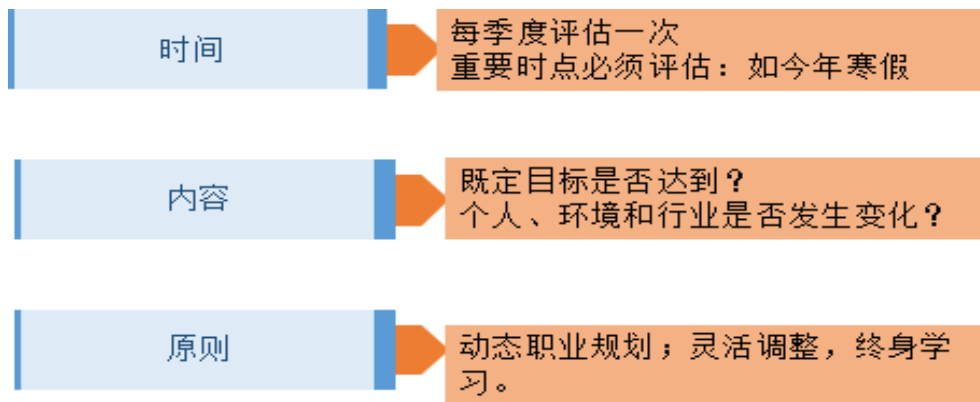 时间
每季度评估一次
重要时点必须评估：如今年寒假
内容
既定目标是否达到？
个人、环境和行业是否发生变化？
原则
动态职业规划；灵活调整，终身学
习。